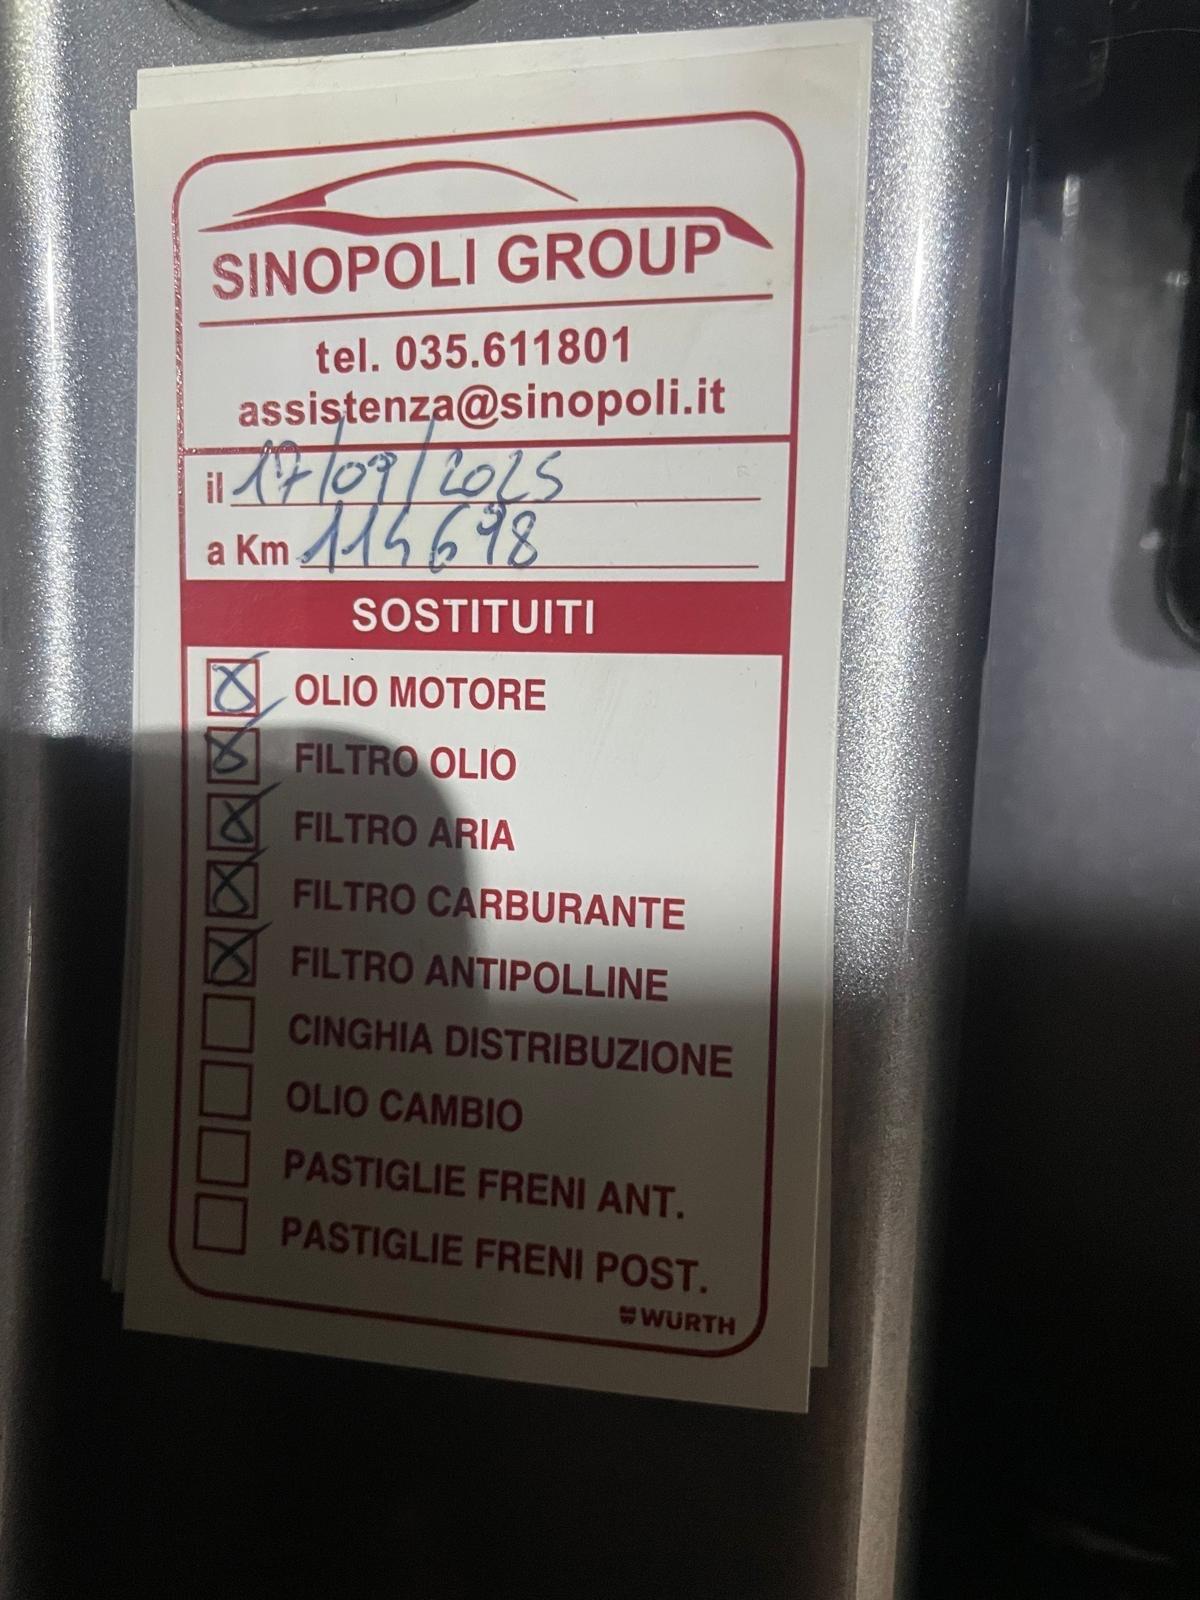 SINOPOLI GROUP
tel. 035.611801
assistenza@sinopoli.it
il 17/09/2025
a Km 114698
SOSTITUITI
OLIO MOTORE
FILTRO OLIO
FILTRO ARIA
FILTRO CARBURANTE
FILTRO ANTIPOLLINE
CINGHIA DISTRIBUZIONE
OLIO CAMBIO
PASTIGLIE FRENI ANT.
PASTIGLIE FRENI POST.
WURTH